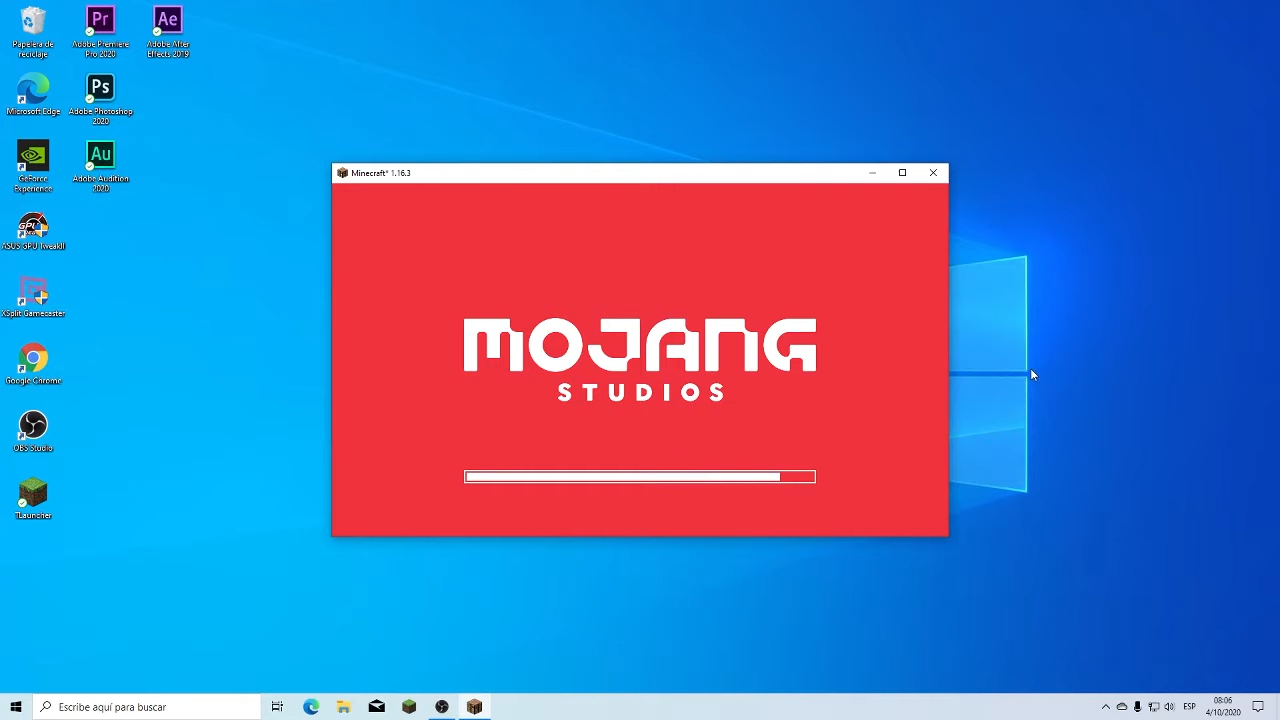 Papelera de
reciclaje
Adobe Premiere
Pro 2020
Adobe After
Effects 2019
Microsoft Edge
Adobe Photoshop
2020
GeForce
Experience
Adobe Audition
2020
ASUS GPU TweakII
XSplit Gamecaster
Google Chrome
OBS Studio
TLauncher
Minecraft* 1.16.3
MOJANG
STUDIOS
Escribe aquí para buscar
ESP
08:06
4/10/2020